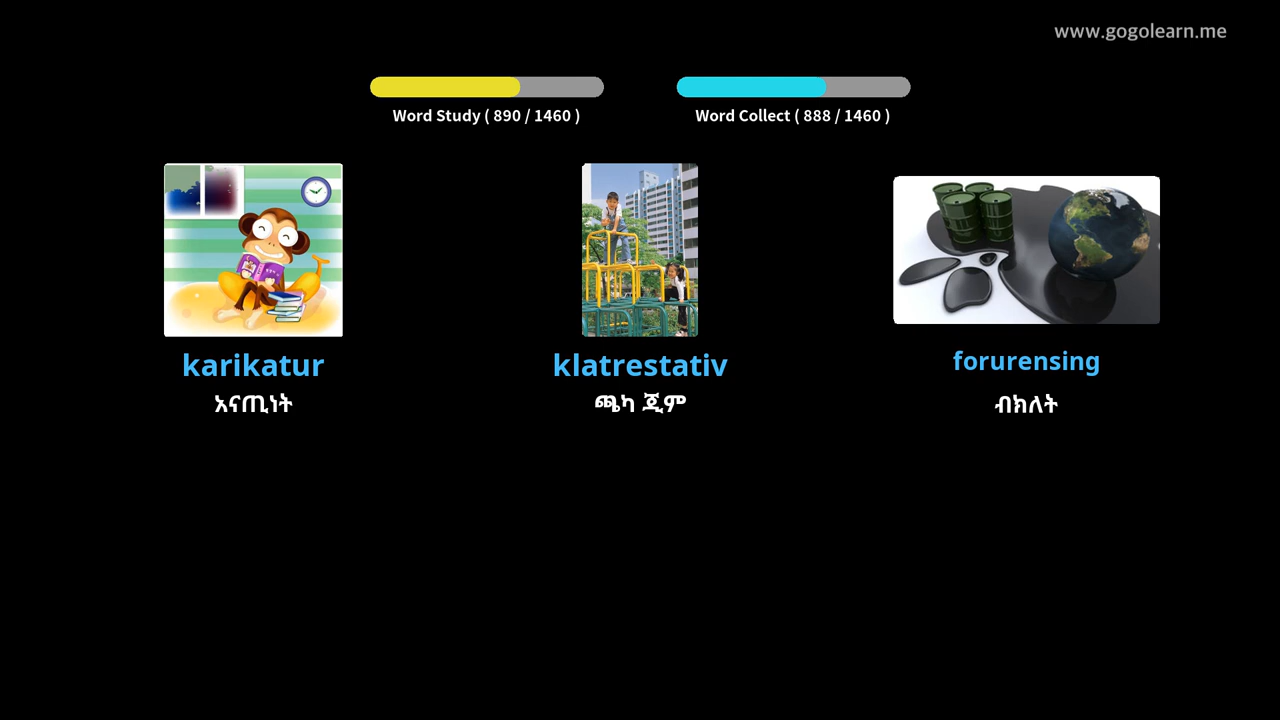 www.gogolearn.me
Word Study ( 890 / 1460 )
Word Collect ( 888 / 1460 )
karikatur
klatrestativ
forurensing
አናጢነት
ጫካ ጂም
ብክለት